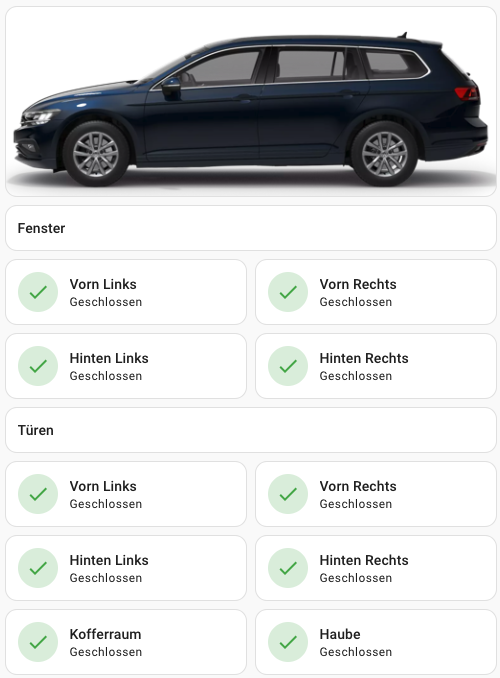 Fenster
Vorn Links
Geschlossen
Vorn Rechts
Geschlossen
Hinten Links
Geschlossen
Hinten Rechts
Geschlossen
Türen
Vorn Links
Geschlossen
Vorn Rechts
Geschlossen
Hinten Links
Geschlossen
Hinten Rechts
Geschlossen
Kofferraum
Geschlossen
Haube
Geschlossen